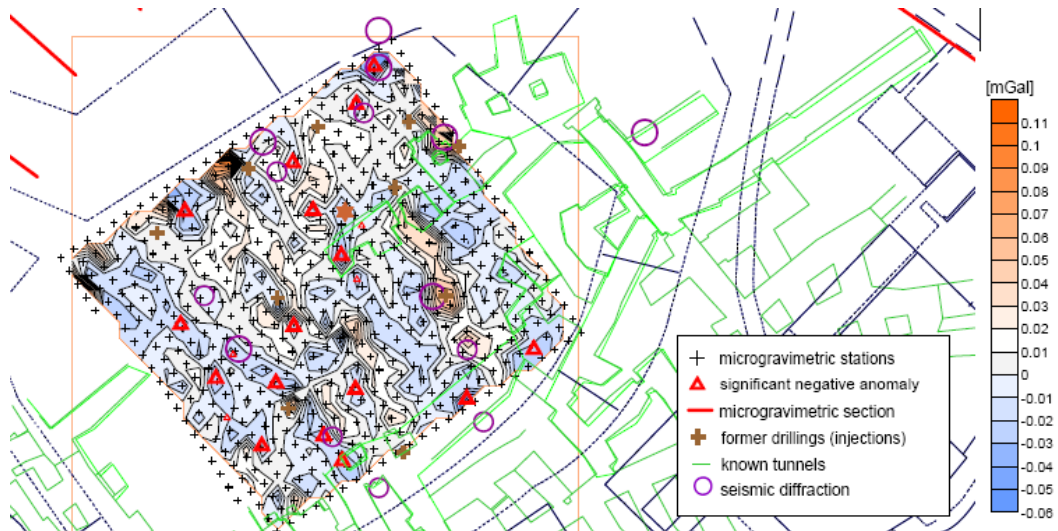 [mGal]
0.11
0.1
0.09
0.08
0.07
0.06
0.05
0.04
0.03
0.02
0.01
0
-0.01
-0.02
-0.03
-0.04
-0.05
-0.06
microgravimetric stations
significant negative anomaly
microgravimetric section
former drillings (injections)
known tunnels
seismic diffraction